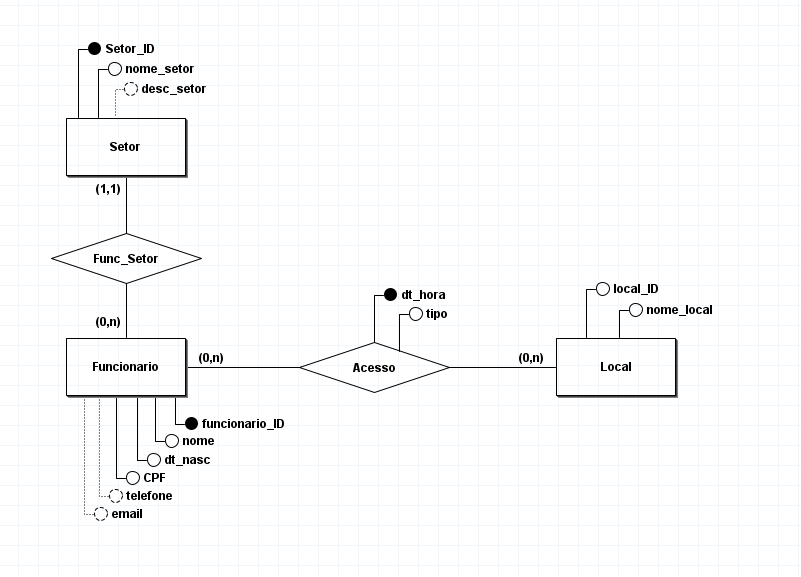 Setor_ID
nome_setor
desc_setor
Setor
(1,1)
Func_Setor
(0,n)
Funcionario
(0,n)
dt_hora
tipo
Acesso
(0,n)
local_ID
nome_local
Local
funcionario_ID
nome
dt_nasc
CPF
telefone
email